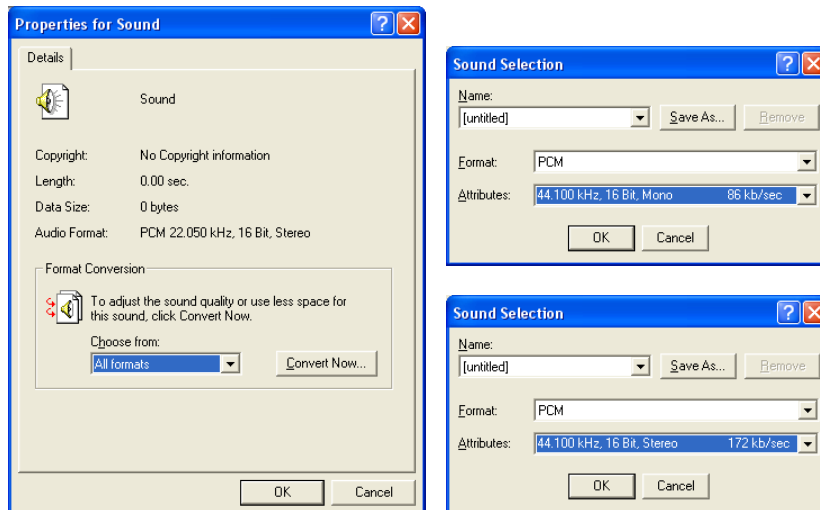 Properties for Sound
Details
Sound
Copyright: No Copyright information
Length: 0.00 sec.
Data Size: 0 bytes
Audio Format: PCM 22.050 kHz, 16 Bit, Stereo
Format Conversion
To adjust the sound quality or use less space for
this sound, click Convert Now.
Choose from:
All formats Convert Now...
OK Cancel
Sound Selection
Name:
[untitled] Save As... Remove
Format: PCM
Attributes: 44.100 kHz, 16 Bit, Mono 86 kb/sec
OK Cancel
Sound Selection
Name:
[untitled] Save As... Remove
Format: PCM
Attributes: 44.100 kHz, 16 Bit, Stereo 172 kb/sec
OK Cancel